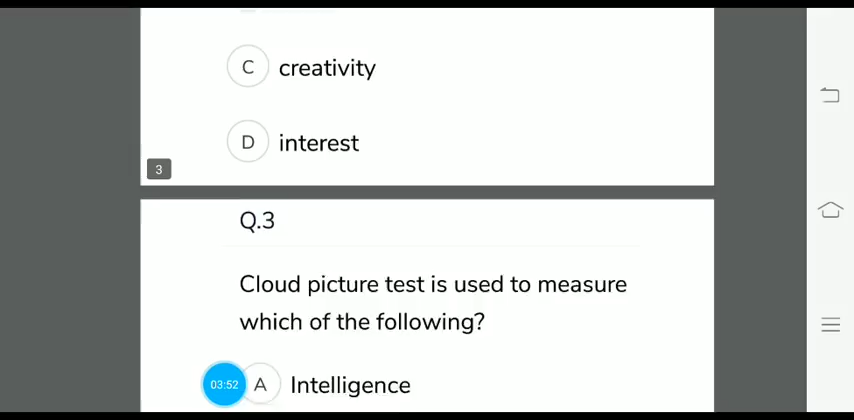 C creativity
D interest
3
Q.3
Cloud picture test is used to measure
which of the following?
03:52 A Intelligence